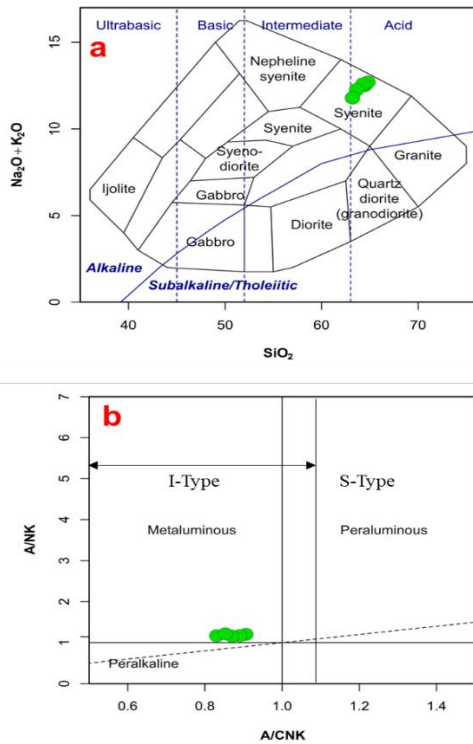 a
Ultrabasic Basic Intermediate Acid
Nepheline
syenite
Syenite
Syenite
Syeno-
diorite
Granite
Quartz
diorite
(granodiorite)
Ijolite
Gabbro
Diorite
Gabbro
Alkaline
Subalkaline/Tholeiitic
Na2O + K2O
0 5 10 15
40 50 60 70
SiO2
b
I-Type S-Type
Metaluminous Peraluminous
Peralkaline
A/NK
0 1 2 3 4 5 6 7
0.6 0.8 1.0 1.2 1.4
A/CNK